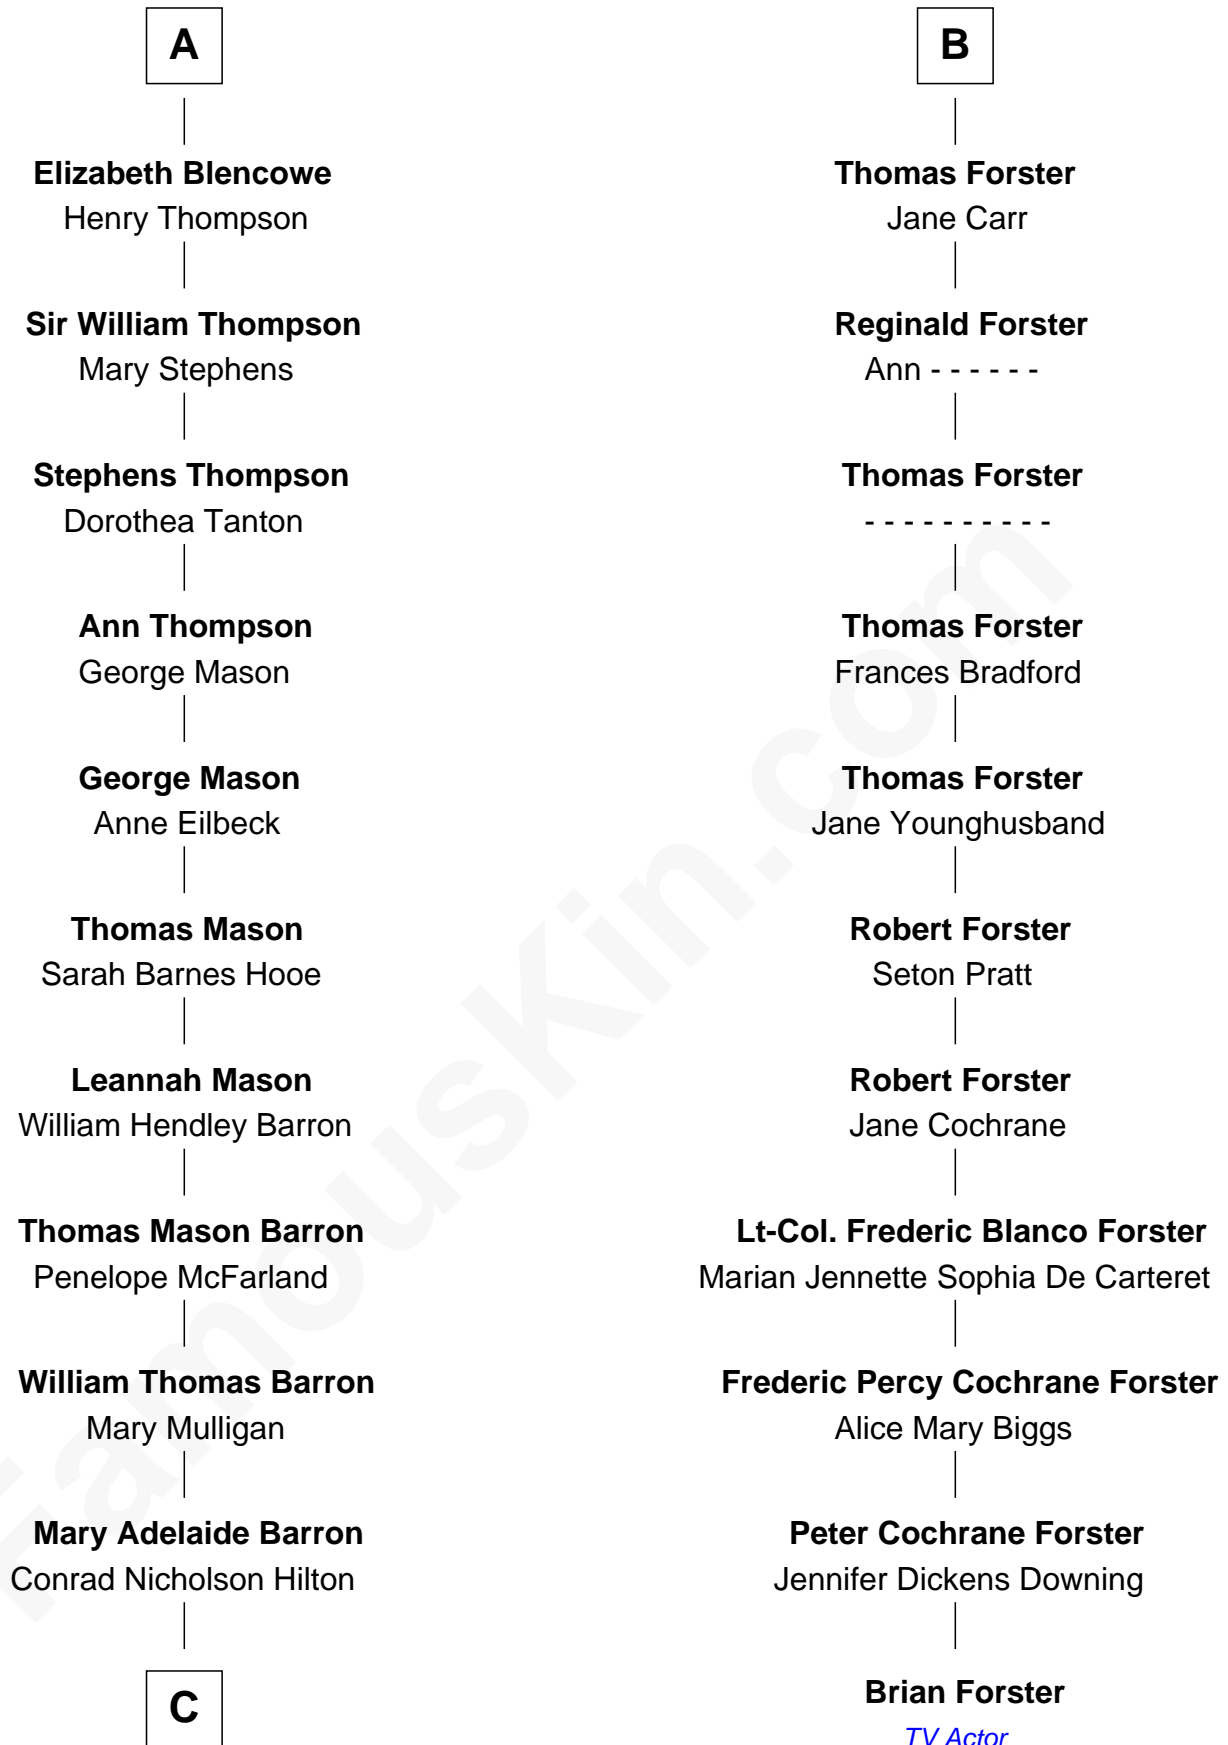 A
Elizabeth Blencowe
Henry Thompson
Sir William Thompson
Mary Stephens
Stephens Thompson
Dorothea Tanton
Ann Thompson
George Mason
George Mason
Anne Eilbeck
Thomas Mason
Sarah Barnes Hooe
Leannah Mason
William Hendley Barron
Thomas Mason Barron
Penelope McFarland
William Thomas Barron
Mary Mulligan
Mary Adelaide Barron
Conrad Nicholson Hilton
C
B
Thomas Forster
Jane Carr
Reginald Forster
Ann - - - - - -
Thomas Forster
- - - - - - - - - -
Thomas Forster
Frances Bradford
Thomas Forster
Jane Younghusband
Robert Forster
Seton Pratt
Robert Forster
Jane Cochrane
Lt-Col. Frederic Blanco Forster
Marian Jennette Sophia De Carteret
Frederic Percy Cochrane Forster
Alice Mary Biggs
Peter Cochrane Forster
Jennifer Dickens Downing
Brian Forster
TV Actor
FamousKin.com